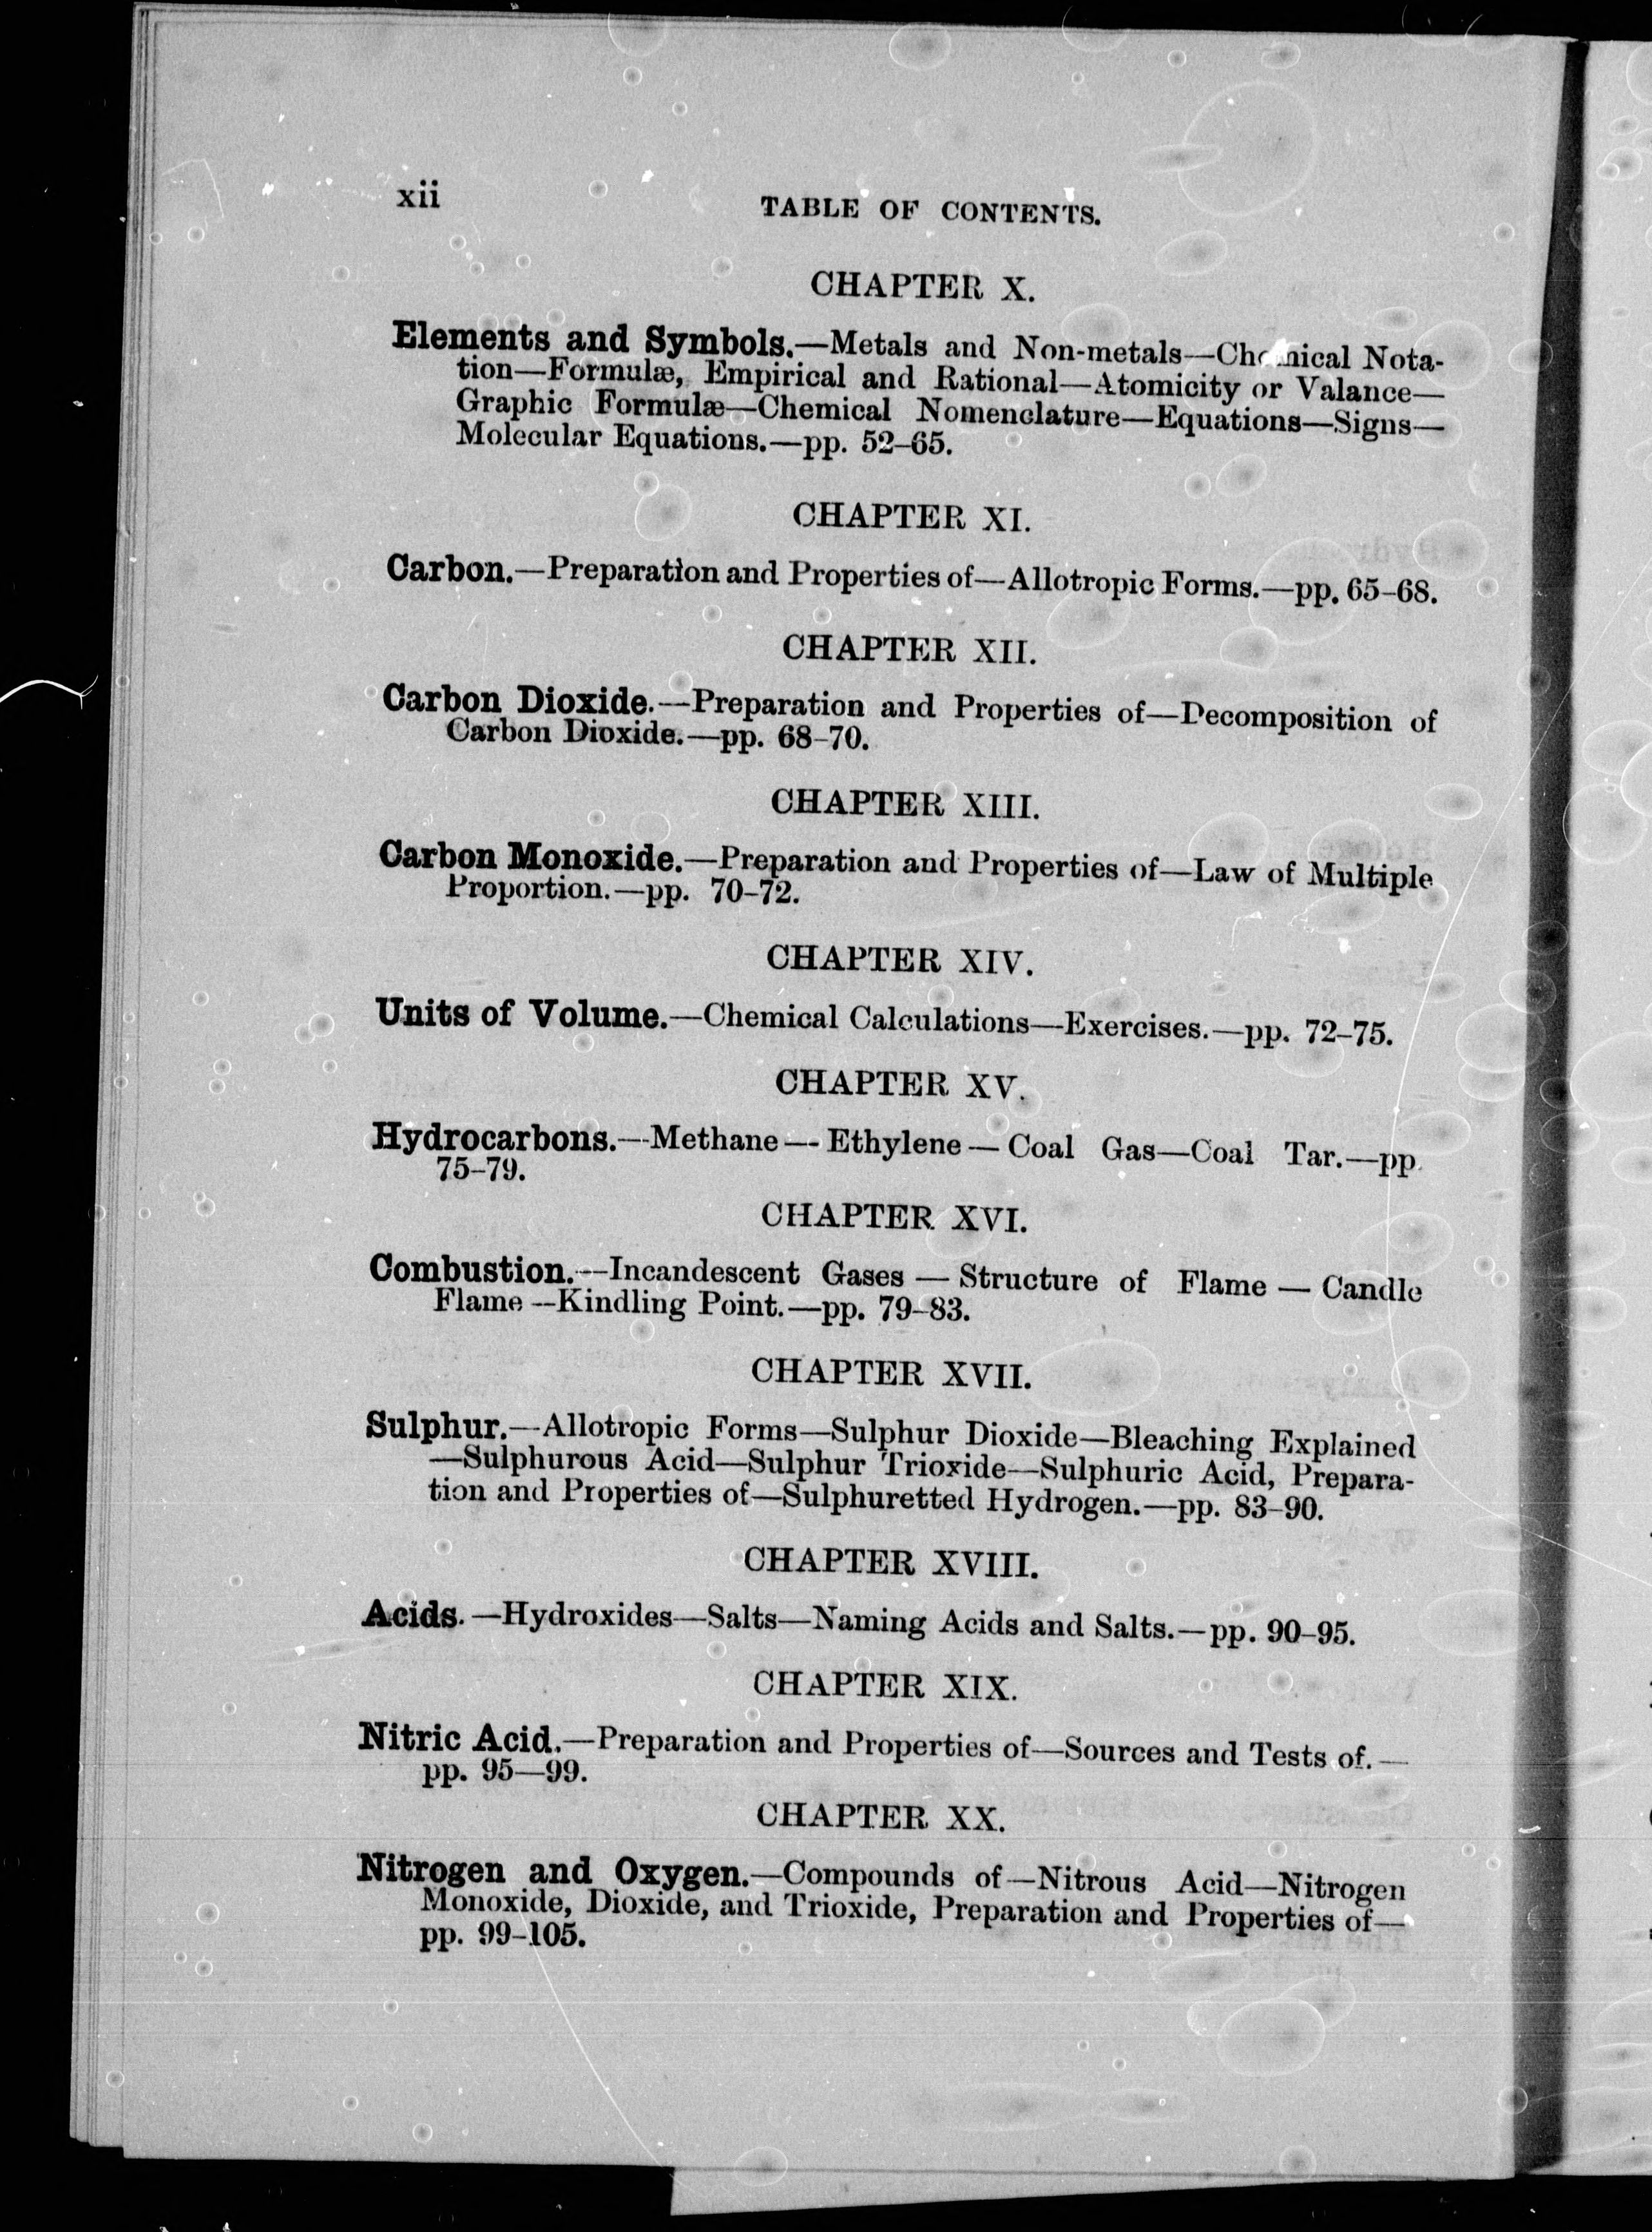 xii
TABLE OF CONTENTS.
CHAPTER X.
Elements and Symbols.—Metals and Non-metals—Chemical Nota-
tion—Formulæ, Empirical and Rational—Atomicity or Valance—
Graphic Formulæ—Chemical Nomenclature—Equations—Signs—
Molecular Equations.—pp. 52–65.
CHAPTER XI.
Carbon.—Preparation and Properties of—Allotropic Forms.—pp. 65–68.
CHAPTER XII.
Carbon Dioxide.—Preparation and Properties of—Decomposition of
Carbon Dioxide.—pp. 68–70.
CHAPTER XIII.
Carbon Monoxide.—Preparation and Properties of—Law of Multiple
Proportion.—pp. 70–72.
CHAPTER XIV.
Units of Volume.—Chemical Calculations—Exercises.—pp. 72–75.
CHAPTER XV.
Hydrocarbons.—Methane—Ethylene—Coal Gas—Coal Tar.—pp.
75–79.
CHAPTER XVI.
Combustion.—Incandescent Gases — Structure of Flame — Candle
Flame—Kindling Point.—pp. 79–83.
CHAPTER XVII.
Sulphur.—Allotropic Forms—Sulphur Dioxide—Bleaching Explained
—Sulphurous Acid—Sulphur Trioxide—Sulphuric Acid, Prepara-
tion and Properties of—Sulphuretted Hydrogen.—pp. 83–90.
CHAPTER XVIII.
Acids.—Hydroxides—Salts—Naming Acids and Salts.—pp. 90–95.
CHAPTER XIX.
Nitric Acid.—Preparation and Properties of—Sources and Tests of.—
pp. 95—99.
CHAPTER XX.
Nitrogen and Oxygen.—Compounds of—Nitrous Acid—Nitrogen
Monoxide, Dioxide, and Trioxide, Preparation and Properties of—
pp. 99–105.